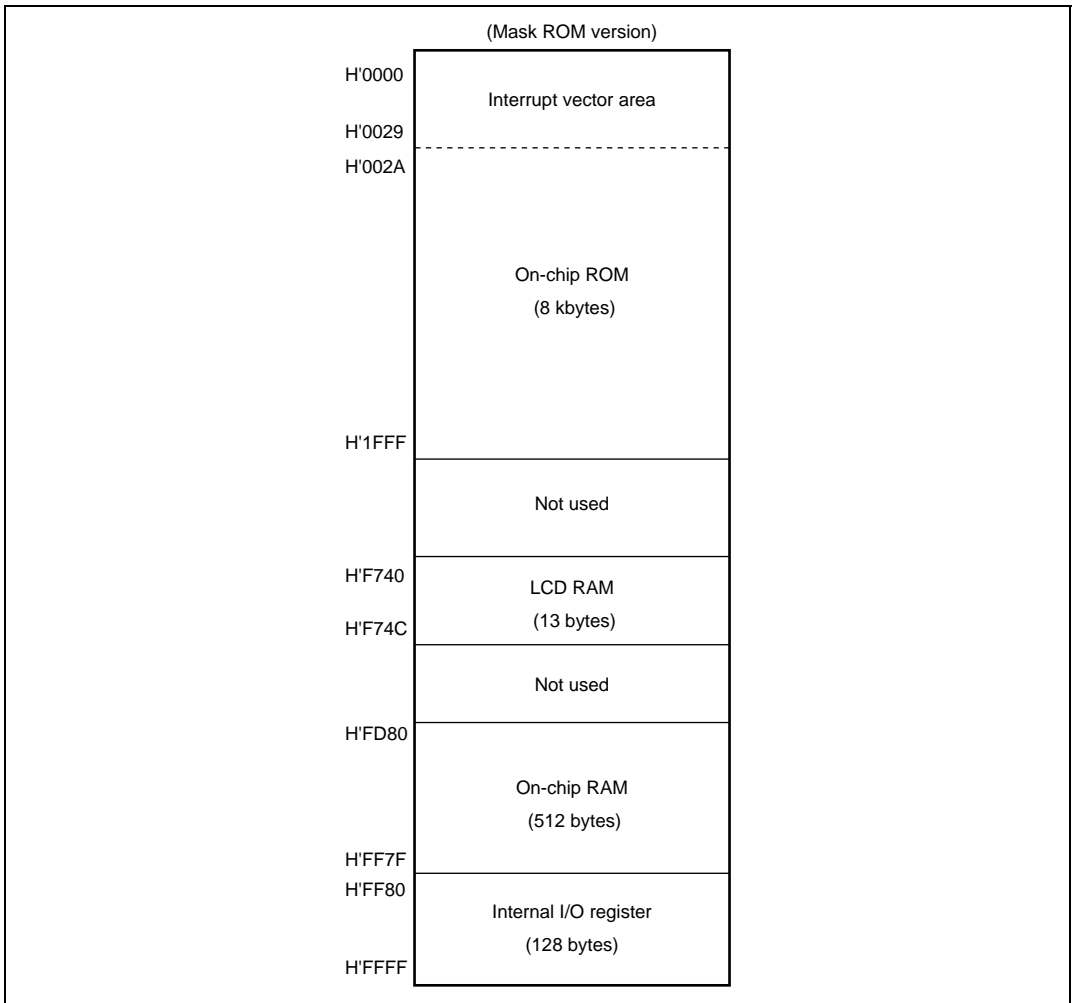 (Mask ROM version)
H'0000
Interrupt vector area
H'0029
H'002A
On-chip ROM
(8 kbytes)
H'1FFF
Not used
H'F740
LCD RAM
(13 bytes)
H'F74C
Not used
H'FD80
On-chip RAM
(512 bytes)
H'FF7F
H'FF80
Internal I/O register
(128 bytes)
H'FFFF